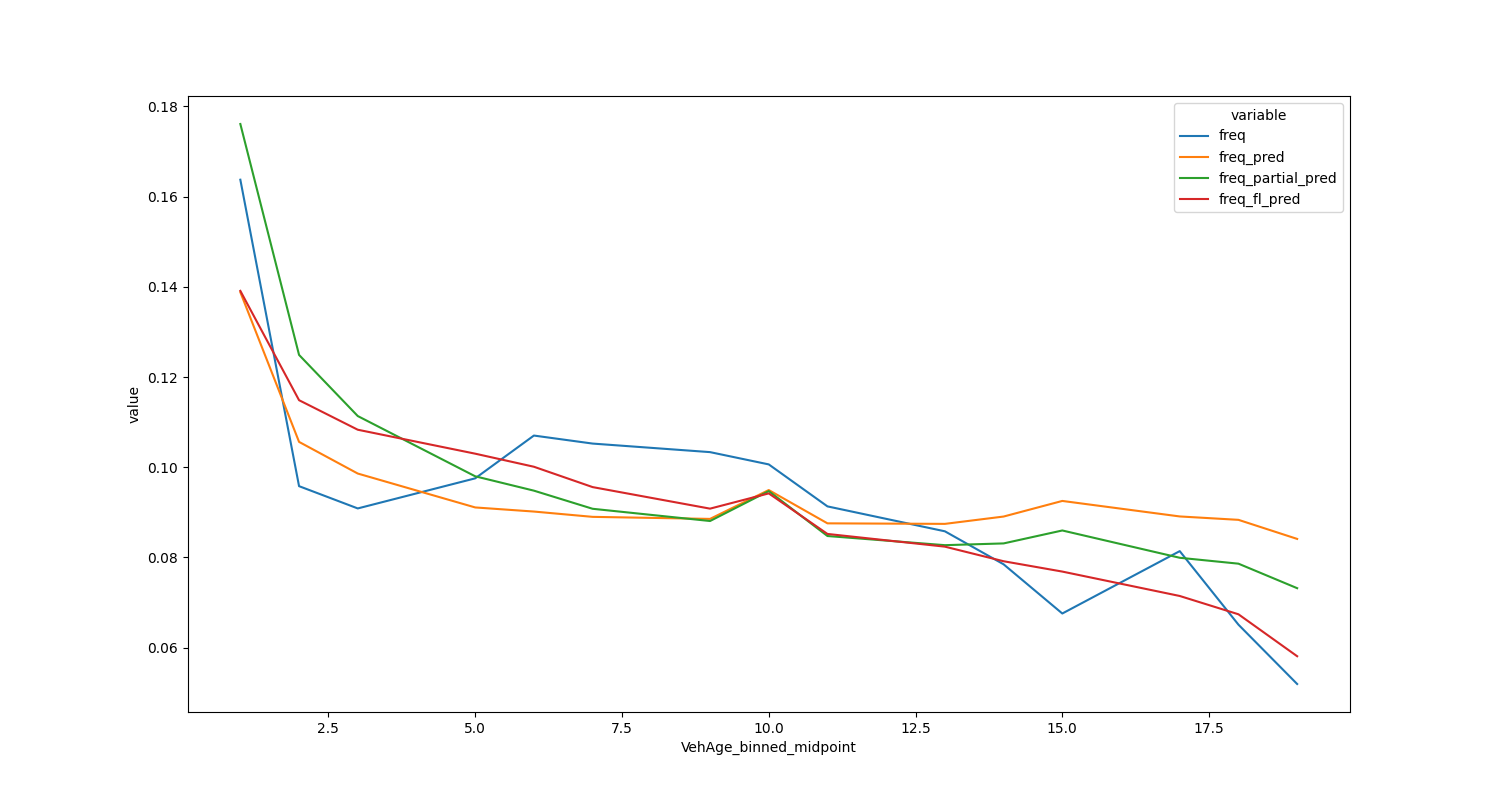 variable
freq
freq_pred
freq_partial_pred
freq_fl_pred
0.18
0.16
0.14
0.12
0.10
0.08
0.06
value
2.5
5.0
7.5
10.0
12.5
15.0
17.5
VehAge_binned_midpoint